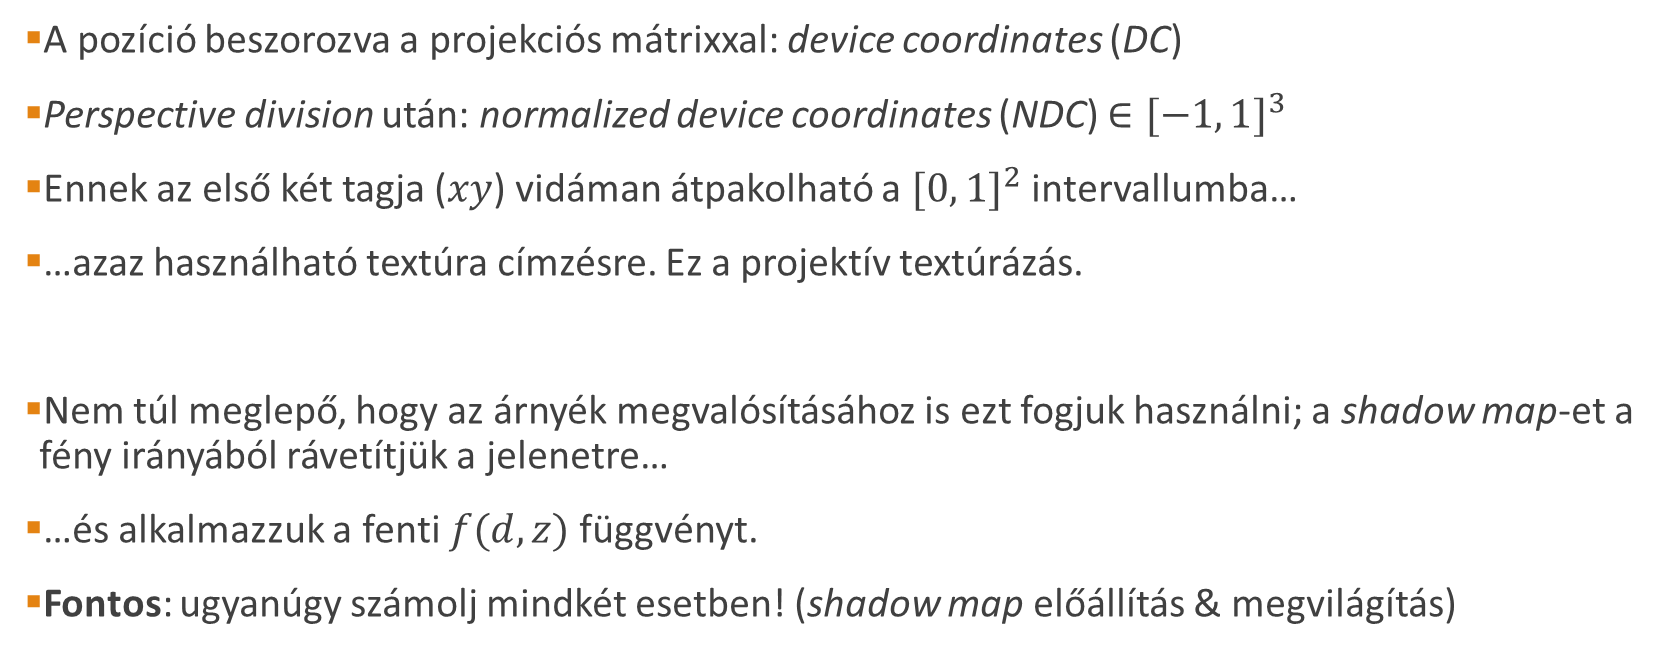 ▪A pozíció beszorozva a projekciós mátrixxal: device coordinates (DC)
▪Perspective division után: normalized device coordinates (NDC) ∈ [−1, 1]³
▪Ennek az első két tagja (xy) vidáman átpakolható a [0, 1]² intervallumba…
▪…azaz használható textúra címzésre. Ez a projektív textúrázás.
▪Nem túl meglepő, hogy az árnyék megvalósításához is ezt fogjuk használni; a shadow map-et a
fény irányából rávetítjük a jelenetre…
▪…és alkalmazzuk a fenti f(d, z) függvényt.
▪Fontos: ugyanúgy számolj mindkét esetben! (shadow map előállítás & megvilágítás)